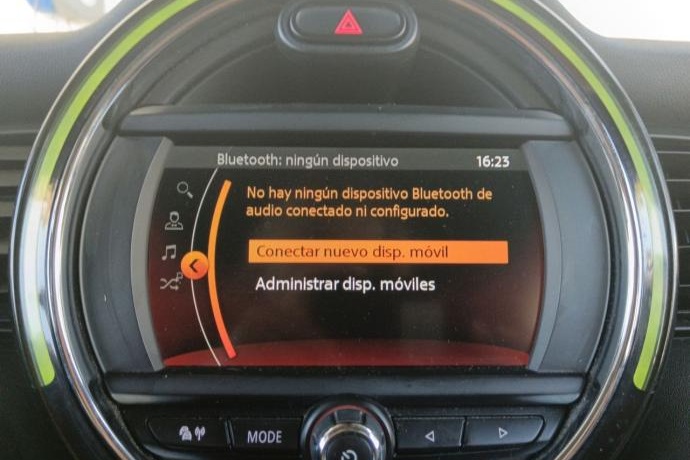 Bluetooth: ningún dispositivo 16:23
No hay ningún dispositivo Bluetooth de
audio conectado ni configurado.
Conectar nuevo disp. móvil
Administrar disp. móviles
MODE